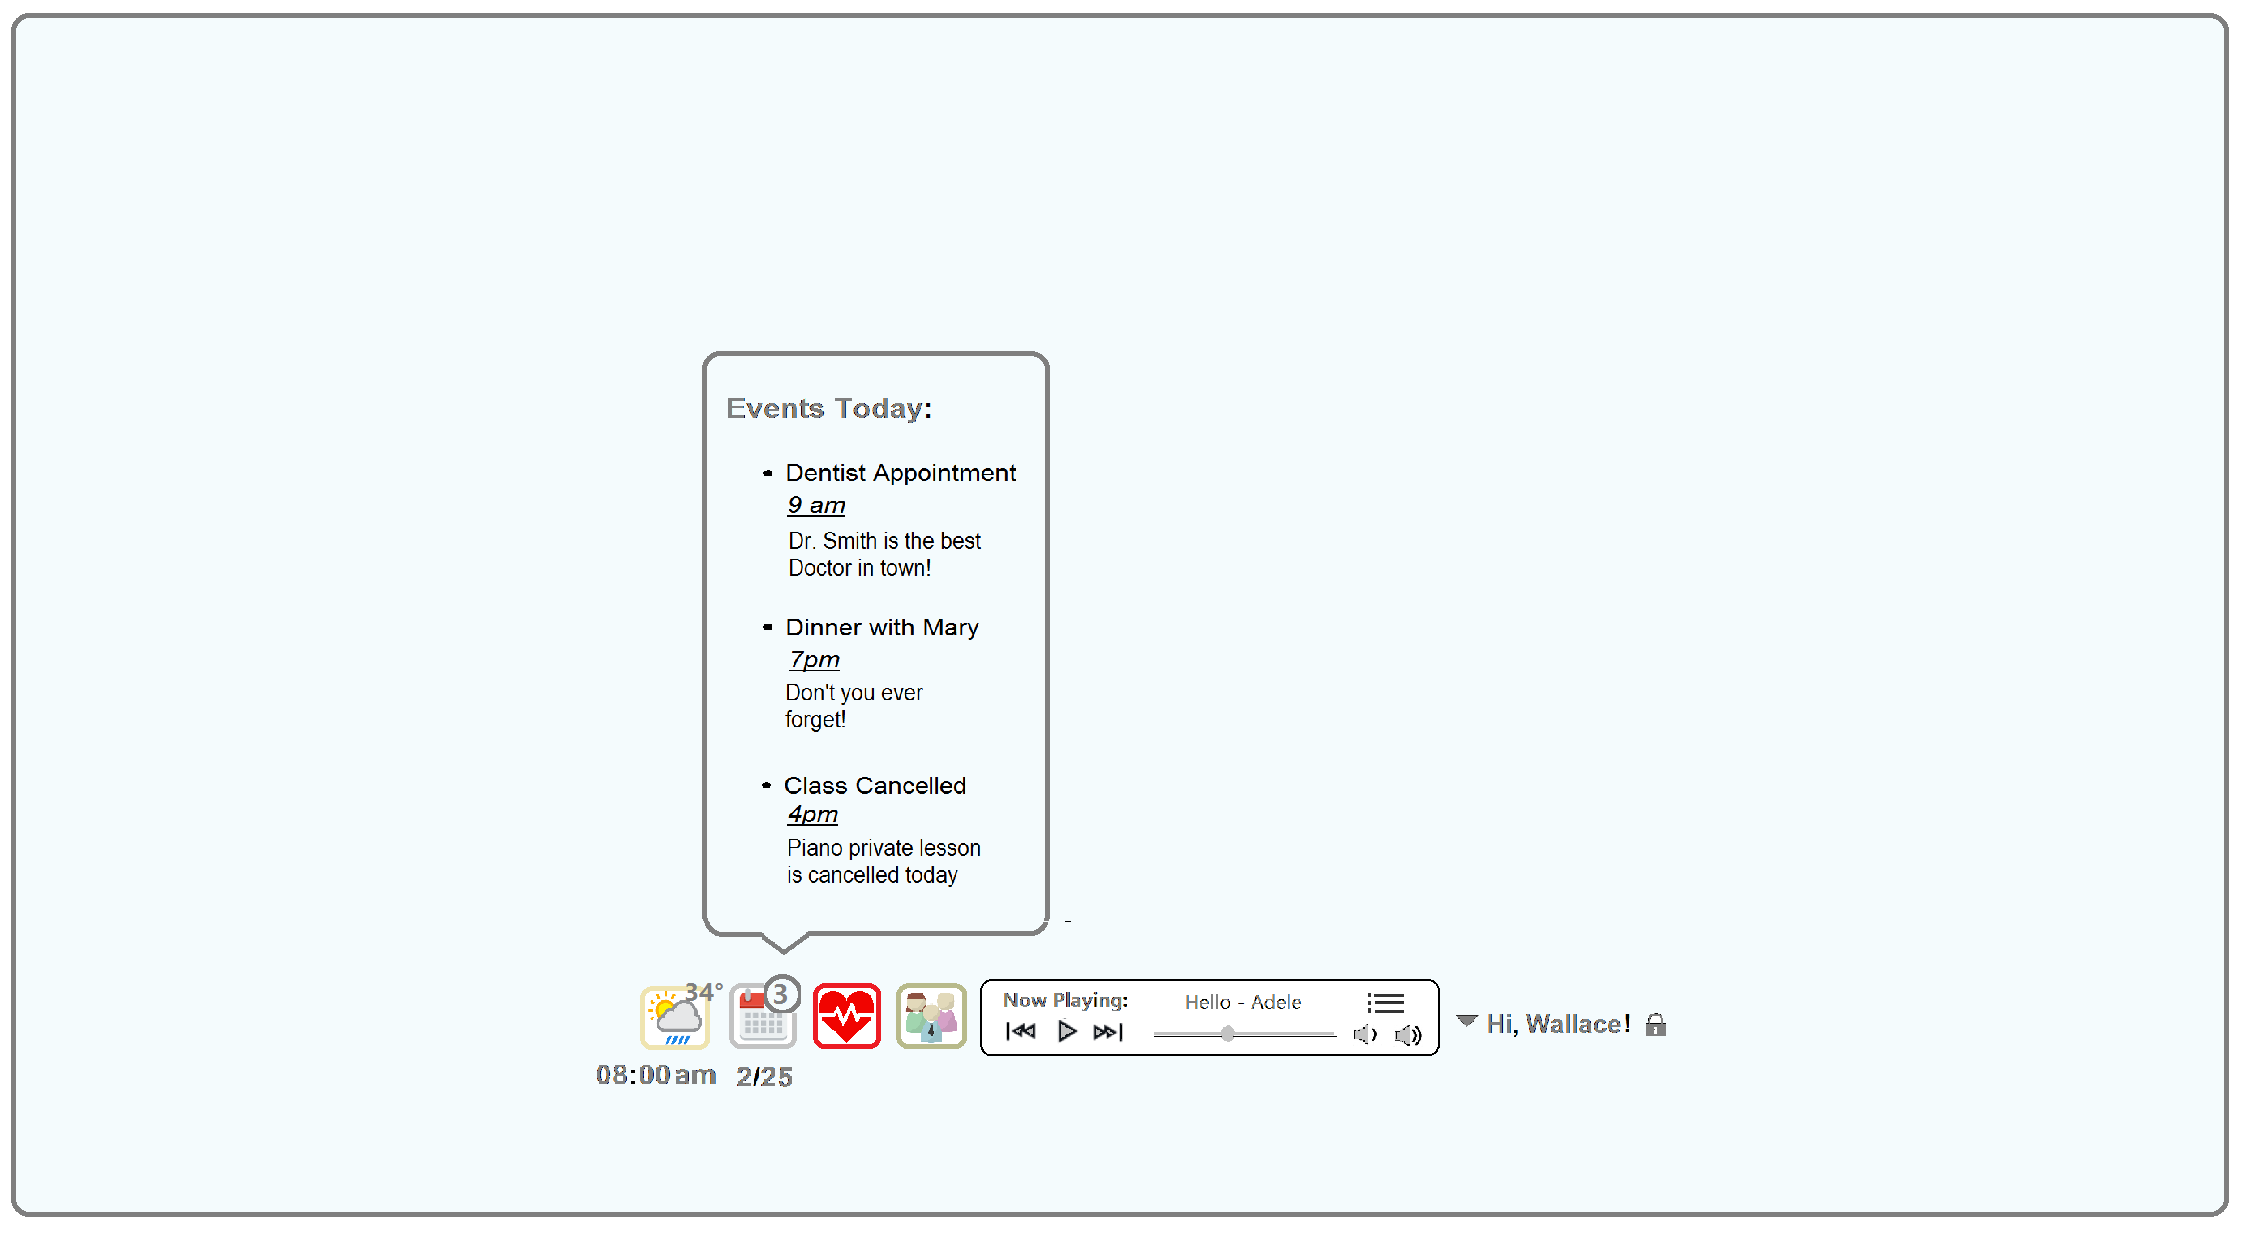 Events Today:
Dentist Appointment
9 am
Dr. Smith is the best
Doctor in town!
Dinner with Mary
7pm
Don't you ever
forget!
Class Cancelled
4pm
Piano private lesson
is cancelled today
34°
3
Now Playing:
Hello - Adele
Hi, Wallace!
08:00am
2/25